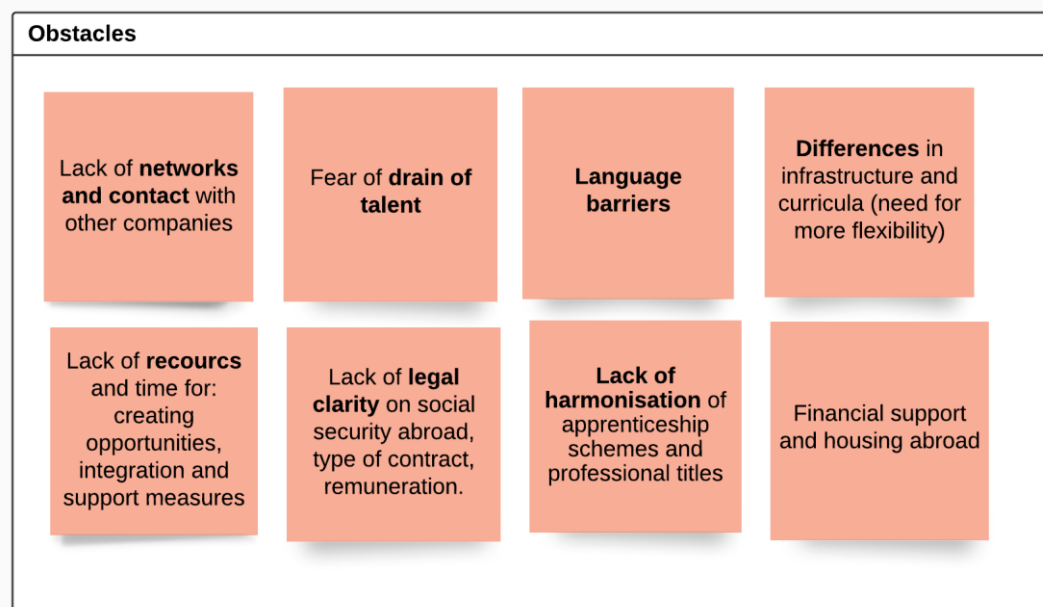 Obstacles
Lack of networks
and contact with
other companies
Fear of drain of
talent
Language
barriers
Differences in
infrastructure and
curricula (need for
more flexibility)
Lack of recourcs
and time for:
creating
opportunities,
integration and
support measures
Lack of legal
clarity on social
security abroad,
type of contract,
remuneration.
Lack of
harmonisation of
apprenticeship
schemes and
professional titles
Financial support
and housing abroad